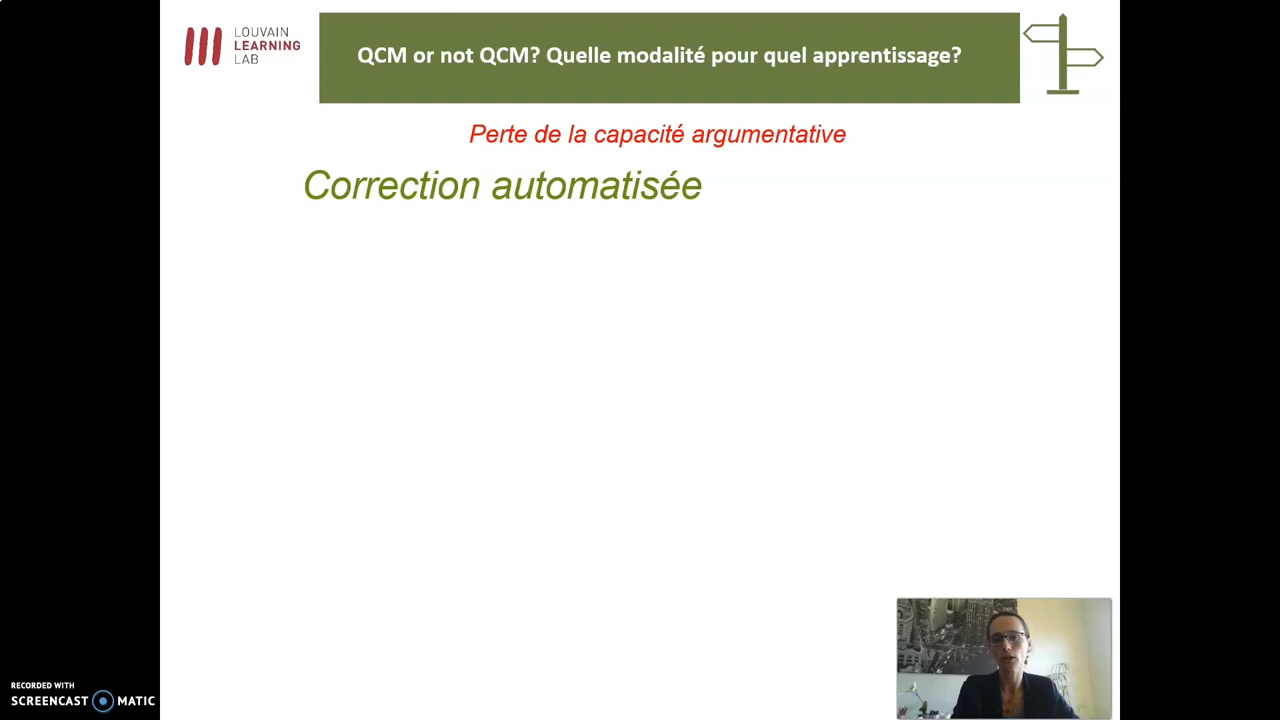 LOUVAIN
LEARNING
LAB
QCM or not QCM? Quelle modalité pour quel apprentissage?
Perte de la capacité argumentative
Correction automatisée
RECORDED WITH
SCREENCAST MATIC